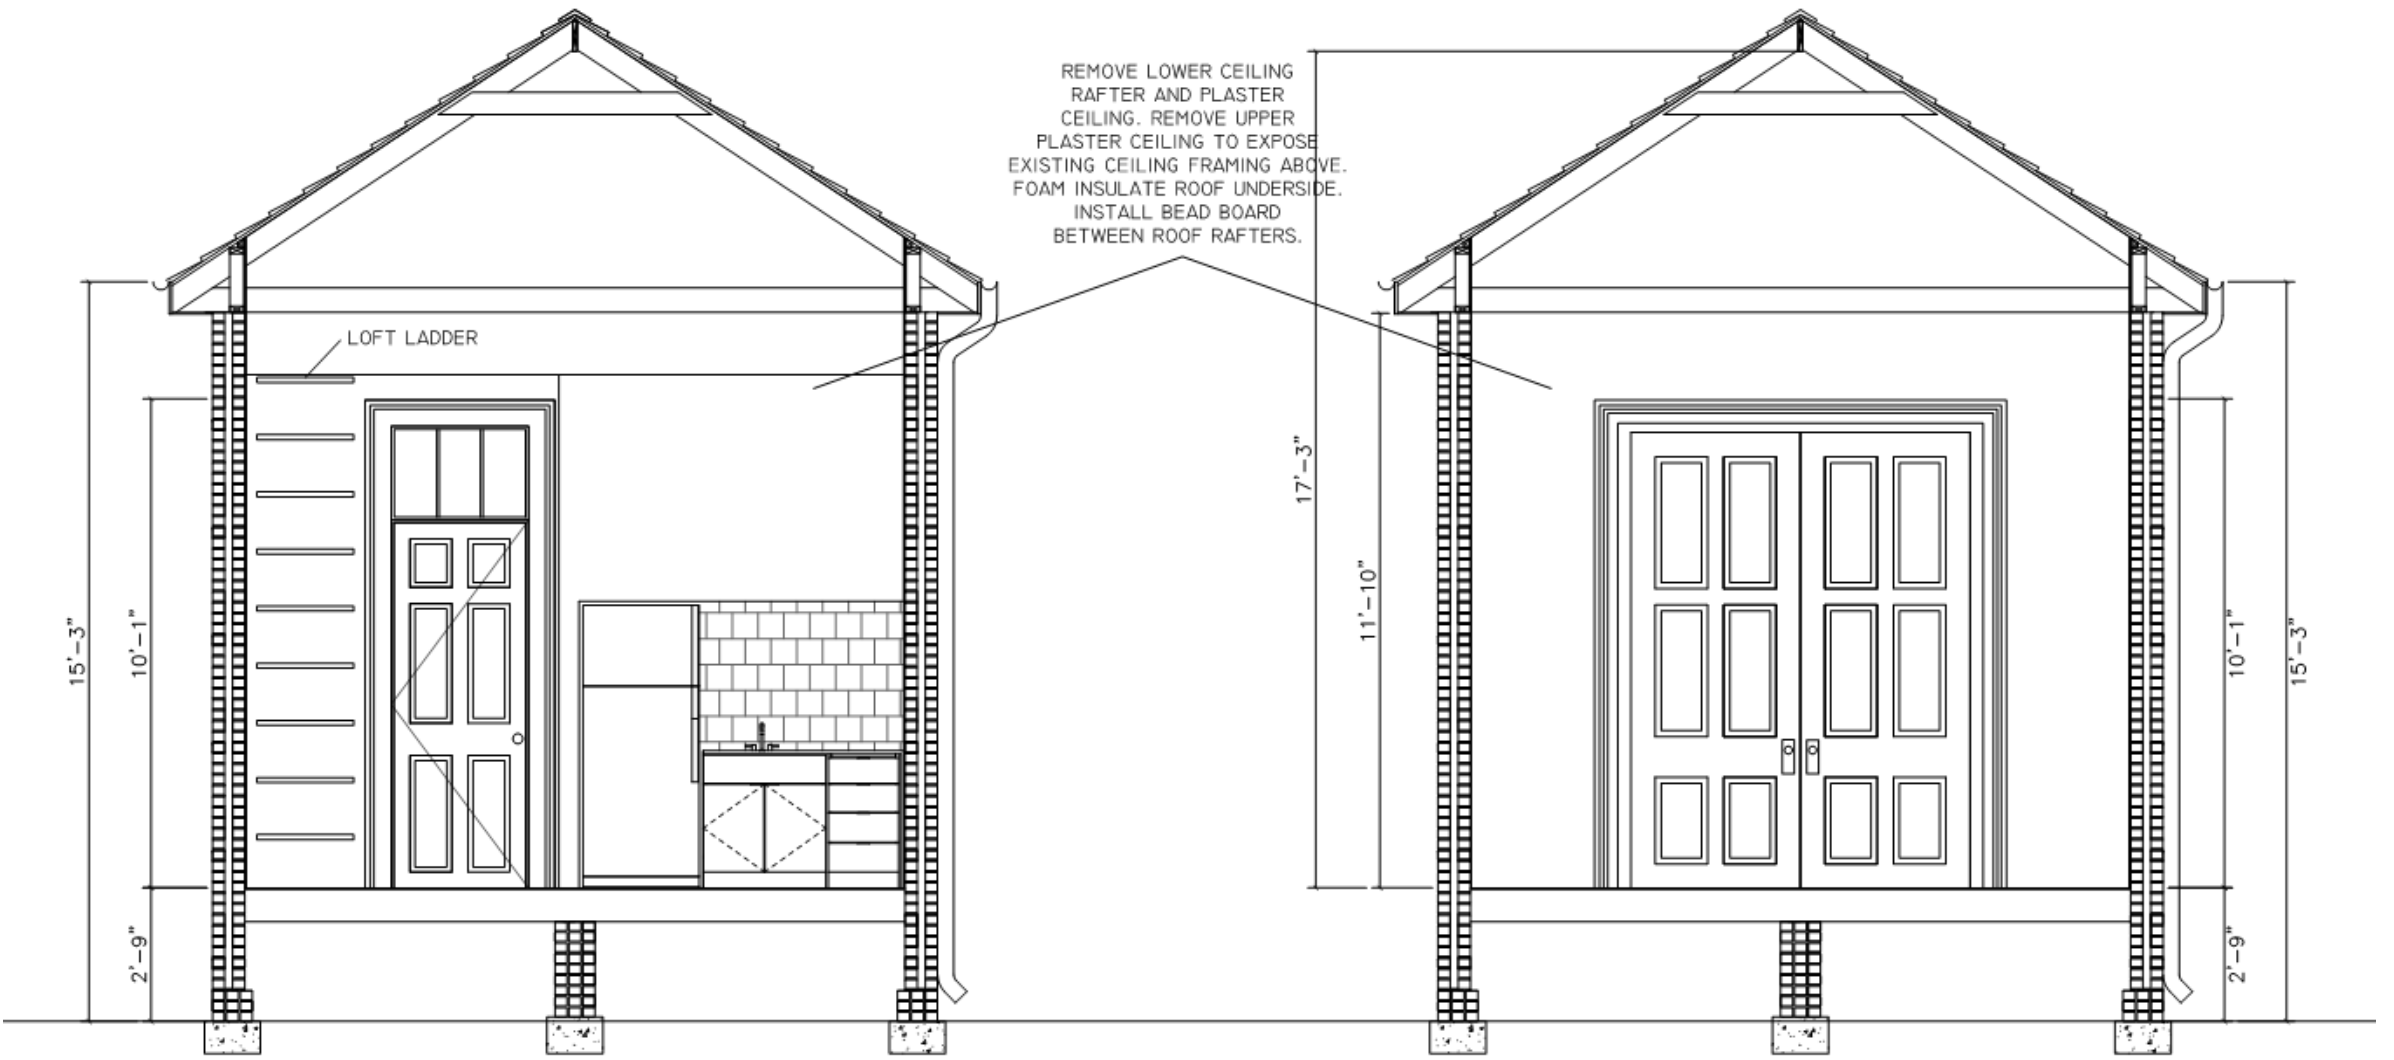 REMOVE LOWER CEILING
RAFTER AND PLASTER
CEILING. REMOVE UPPER
PLASTER CEILING TO EXPOSE
EXISTING CEILING FRAMING ABOVE.
FOAM INSULATE ROOF UNDERSIDE.
INSTALL BEAD BOARD
BETWEEN ROOF RAFTERS.
LOFT LADDER
15'-3"
10'-1"
2'-9"
17'-3"
11'-10"
10'-1"
15'-3"
2'-9"